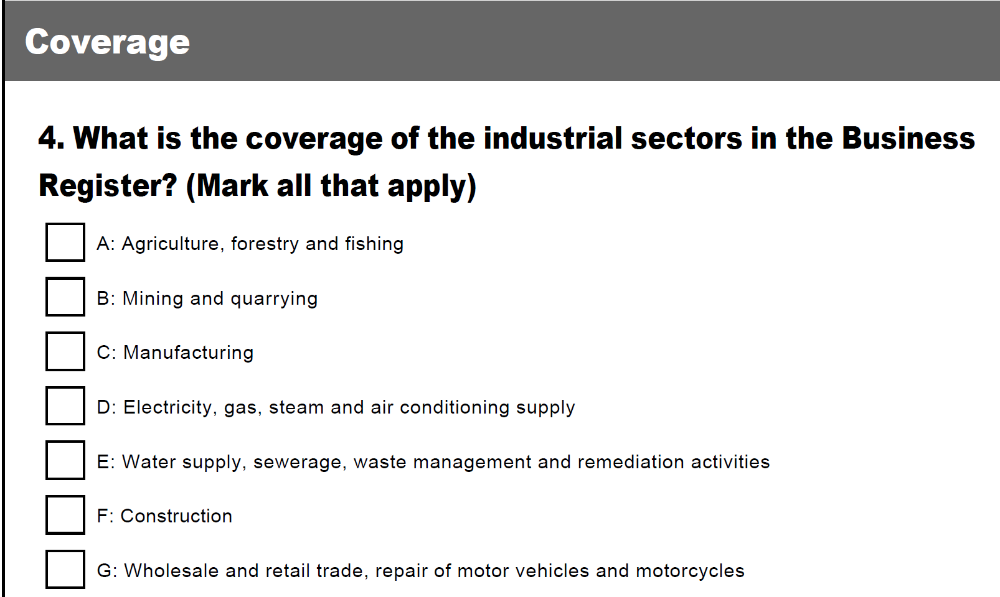 Coverage
4. What is the coverage of the industrial sectors in the Business
Register? (Mark all that apply)
A: Agriculture, forestry and fishing
B: Mining and quarrying
C: Manufacturing
D: Electricity, gas, steam and air conditioning supply
E: Water supply, sewerage, waste management and remediation activities
F: Construction
G: Wholesale and retail trade, repair of motor vehicles and motorcycles